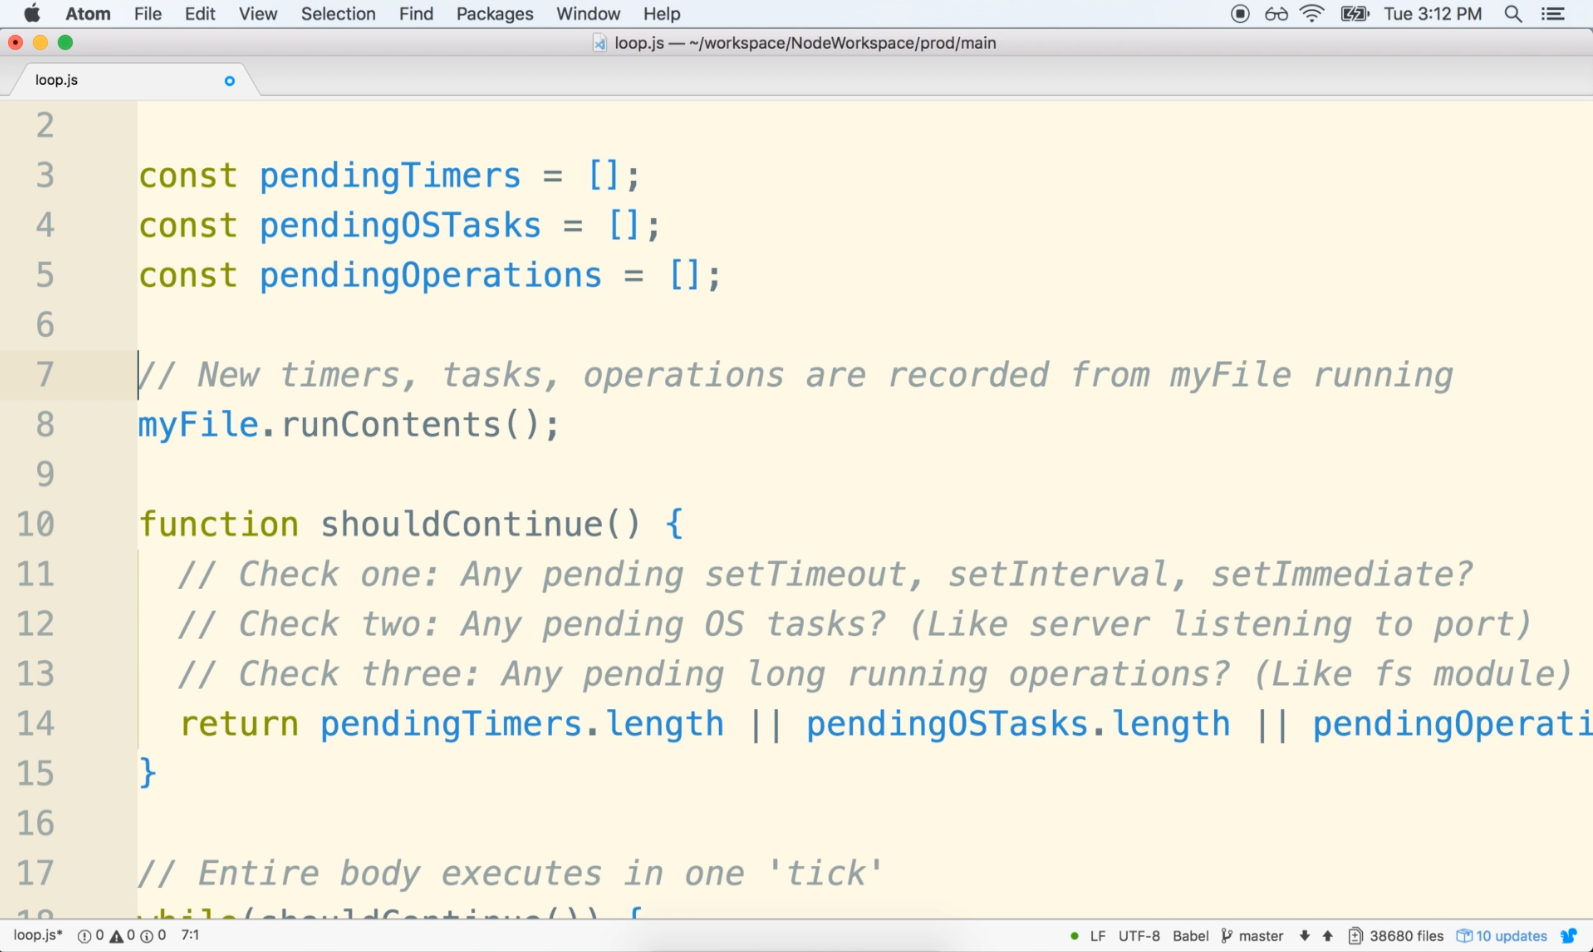 Atom File Edit View Selection Find Packages Window Help Tue 3:12 PM
loop.js — ~/workspace/NodeWorkspace/prod/main
loop.js
2
3 const pendingTimers = [];
4 const pendingOSTasks = [];
5 const pendingOperations = [];
6
7 // New timers, tasks, operations are recorded from myFile running
8 myFile.runContents();
9
10 function shouldContinue() {
11 // Check one: Any pending setTimeout, setInterval, setImmediate?
12 // Check two: Any pending OS tasks? (Like server listening to port)
13 // Check three: Any pending long running operations? (Like fs module)
14 return pendingTimers.length || pendingOSTasks.length || pendingOperati
15 }
16
17 // Entire body executes in one 'tick'
18 while(shouldContinue()) {
loop.js* 0 0 0 7:1 LF UTF-8 Babel master 38680 files 10 updates